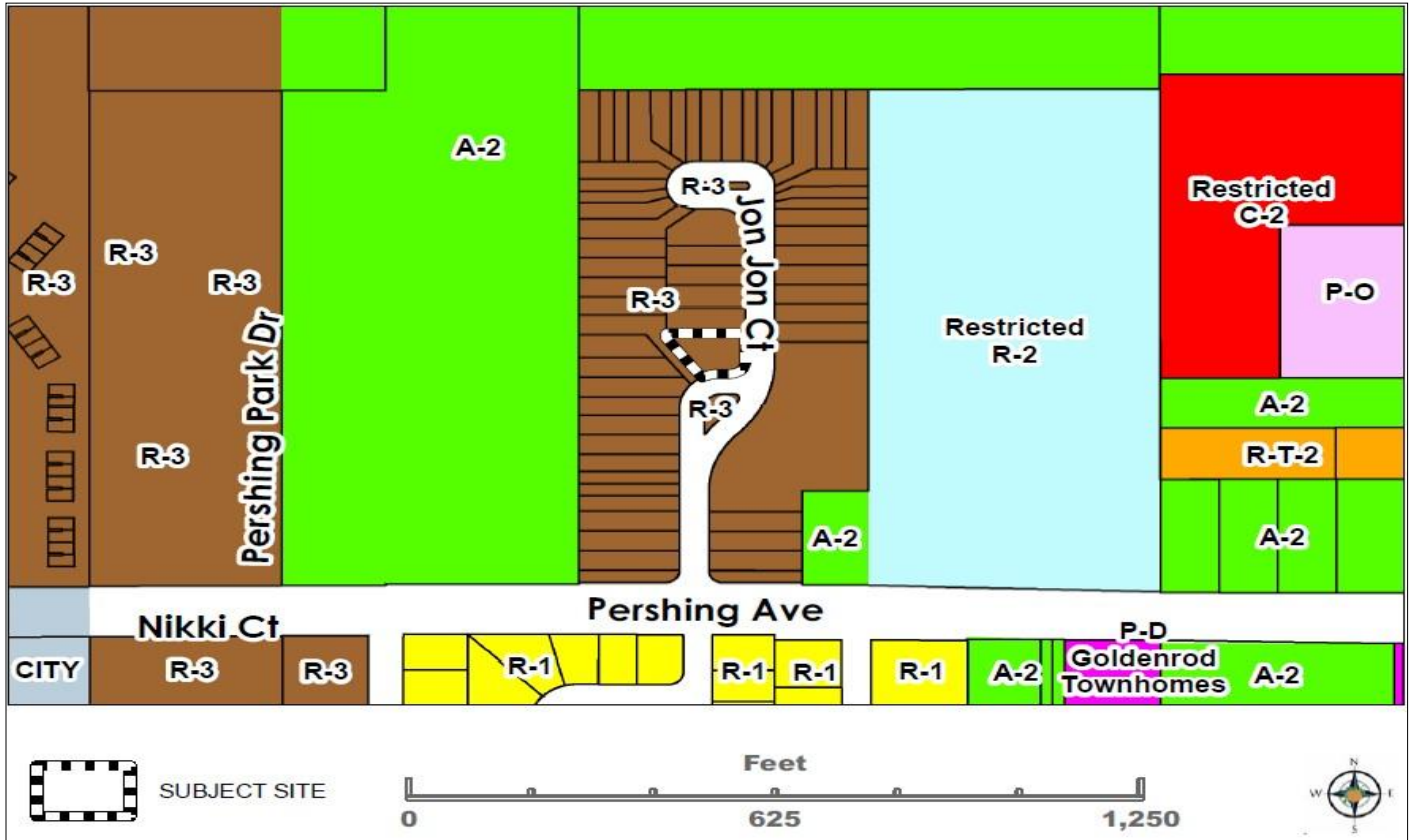 A-2
R-3
Jon Jon Ct
Restricted
C-2
R-3
R-3
R-3
P-O
R-3
Restricted
R-2
Pershing Park Dr
A-2
R-3
R-3
R-T-2
A-2
A-2
Pershing Ave
Nikki Ct
P-D
Goldenrod
Townhomes
CITY
R-3
R-3
R-1
R-1
R-1
R-1
A-2
A-2
SUBJECT SITE
Feet
0
625
1,250
N
W
E
S